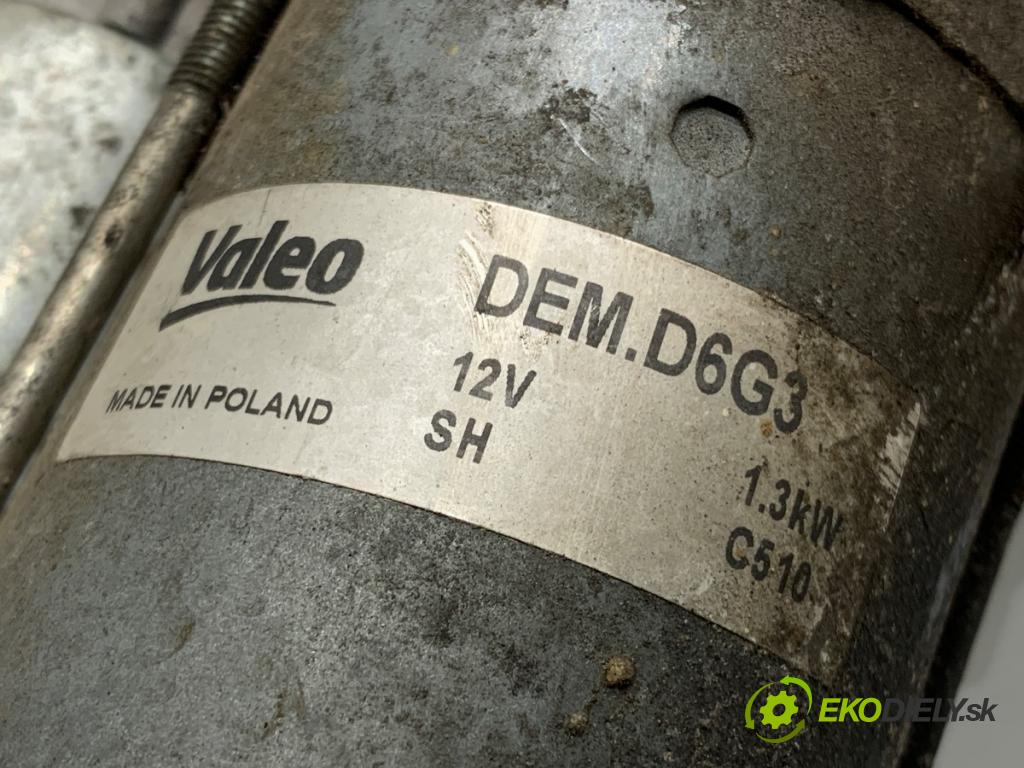 Valeo
DEM.D6G3
12V
1.3kW
MADE IN POLAND
SH
C510
EKODIELY.sk